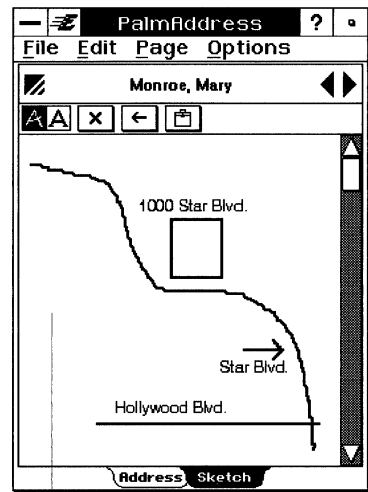 PalmAddress ?
File Edit Page Options
Monroe, Mary
A A
1000 Star Blvd.
Star Blvd.
Hollywood Blvd.
Address Sketch